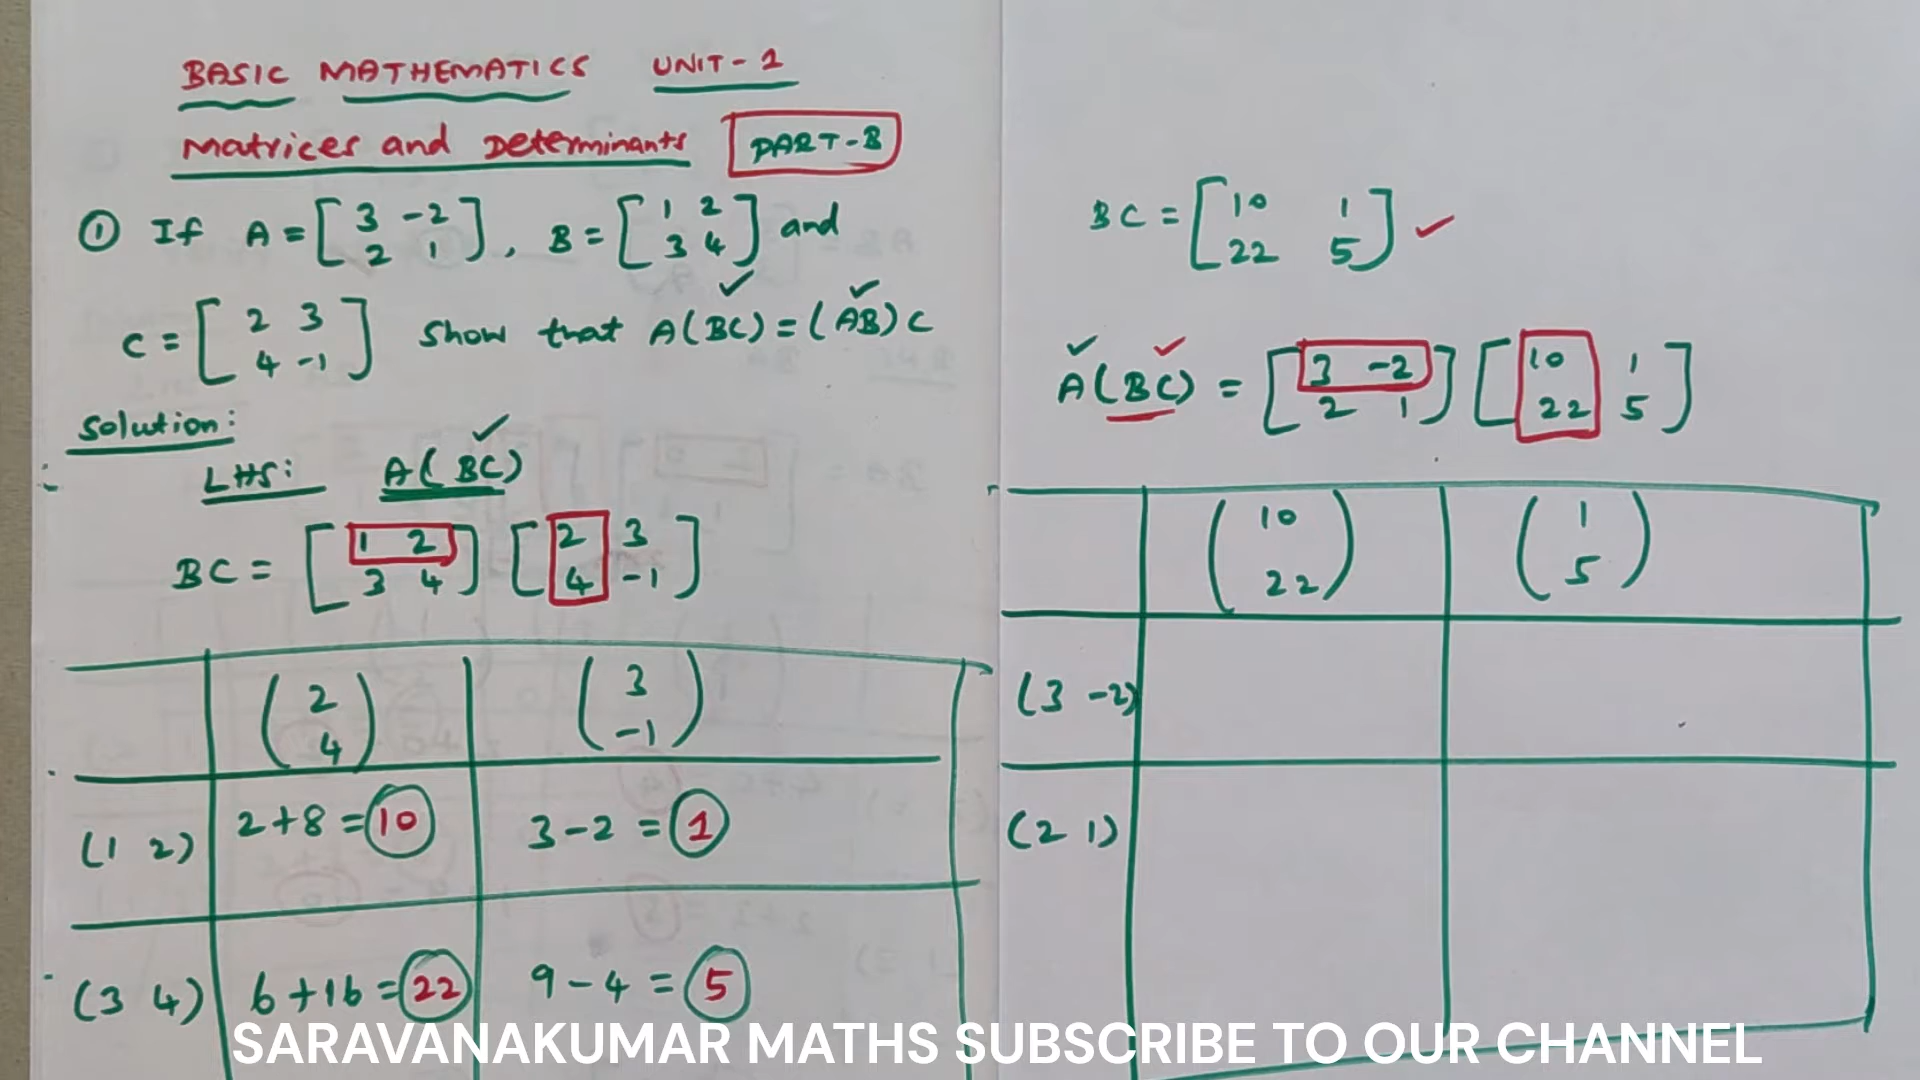 BASIC MATHEMATICS UNIT-1
Matrices and Determinants PART-B
① If A = [3 -2
2 1], B = [1 2
3 4] and
C = [2 3
4 -1] Show that A(BC) = (AB)C
Solution:
LHS: A(BC)
BC = [1 2
3 4] [2 3
4 -1]
(2
4) (3
-1)
(1 2) 2+8 = 10 3-2 = 1
(3 4) 6+16 = 22 9-4 = 5
BC = [10 1
22 5]
A(BC) = [3 -2
2 1] [10 1
22 5]
(10
22) (1
5)
(3 -2)
(2 1)
SARAVANAKUMAR MATHS SUBSCRIBE TO OUR CHANNEL